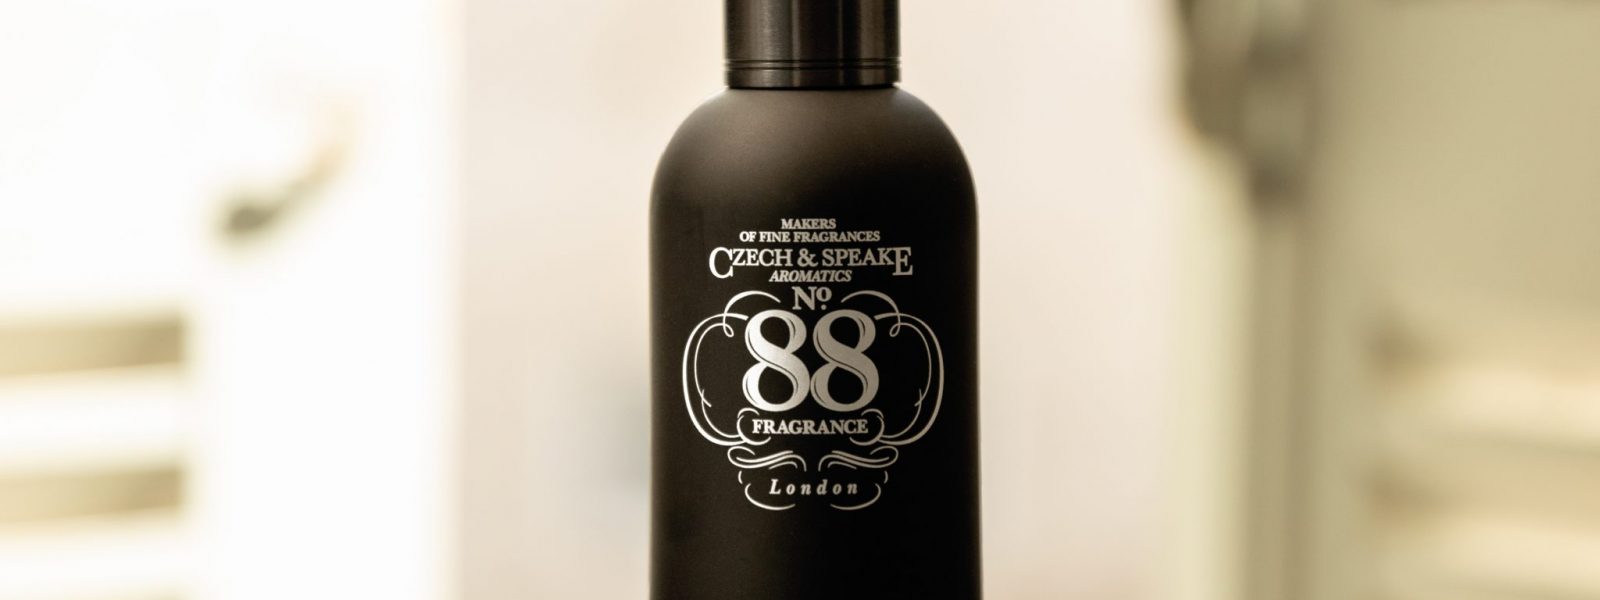 MAKERS
OF FINE FRAGRANCES
CZECH & SPEAKE
AROMATICS
Nº.
88
FRAGRANCE
London